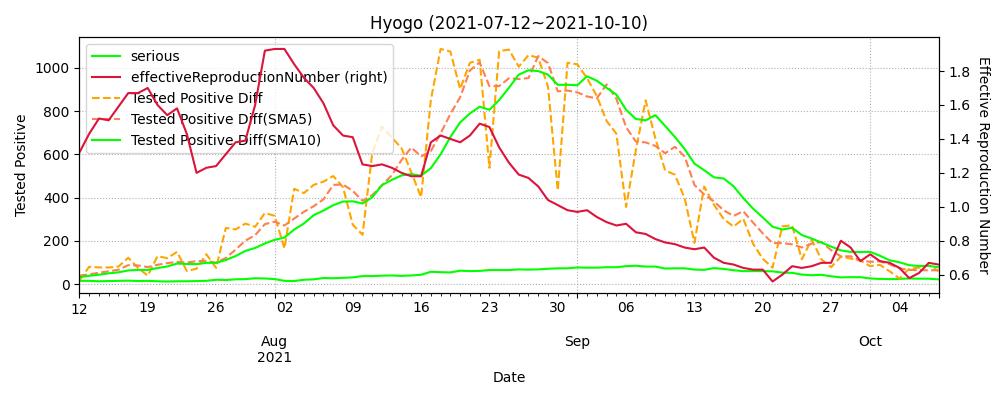 Hyogo (2021-07-12~2021-10-10)
serious
effectiveReproductionNumber (right)
Tested Positive Diff
Tested Positive Diff(SMA5)
Tested Positive Diff(SMA10)
Tested Positive
1000
800
600
400
200
0
1.8
1.6
1.4
1.2
1.0
0.8
0.6
Effective Reproduction Number
12 19 26 02 09 16 23 30 06 13 20 27 04
Aug Sep Oct
2021
Date